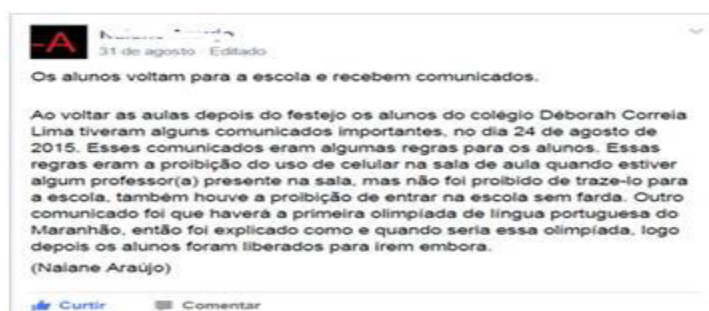 -A
31 de agosto · Editado
Os alunos voltam para a escola e recebem comunicados.
Ao voltar as aulas depois do festejo os alunos do colégio Déborah Correia
Lima tiveram alguns comunicados importantes, no dia 24 de agosto de
2015. Esses comunicados eram algumas regras para os alunos. Essas
regras eram a proibição do uso de celular na sala de aula quando estiver
algum professor(a) presente na sala, mas não foi proibido de traze-lo para
a escola, também houve a proibição de entrar na escola sem farda. Outro
comunicado foi que haverá a primeira olimpíada de língua portuguesa do
Maranhão, então foi explicado como e quando seria essa olimpíada, logo
depois os alunos foram liberados para irem embora.
(Naiane Araújo)
Curtir Comentar